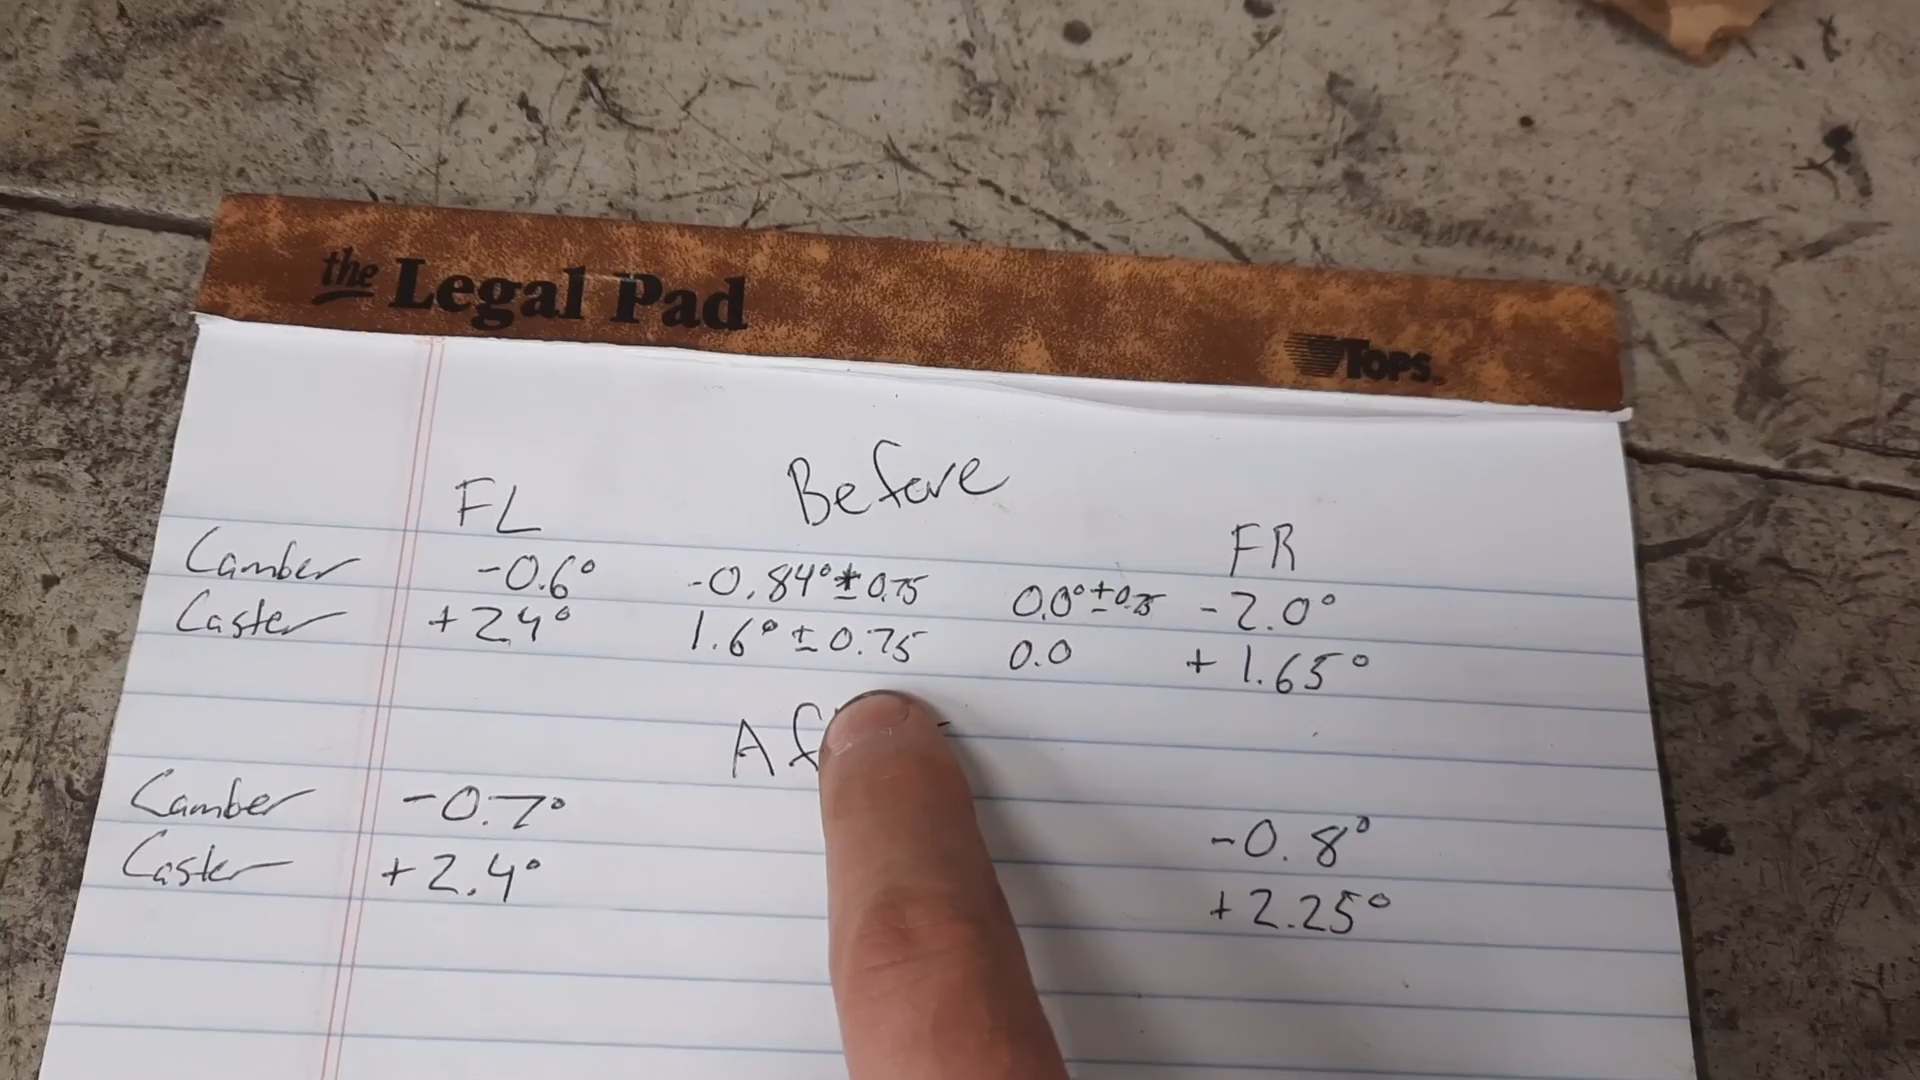 the Legal Pad
TOPS
Before
FL
FR
Camber -0.6° -0.84° ± 0.75 0.0° ± 0.75 -2.0°
Caster +2.4° 1.6° ± 0.75 0.0 +1.65°
Camber -0.7° -0.8°
Caster +2.4° +2.25°